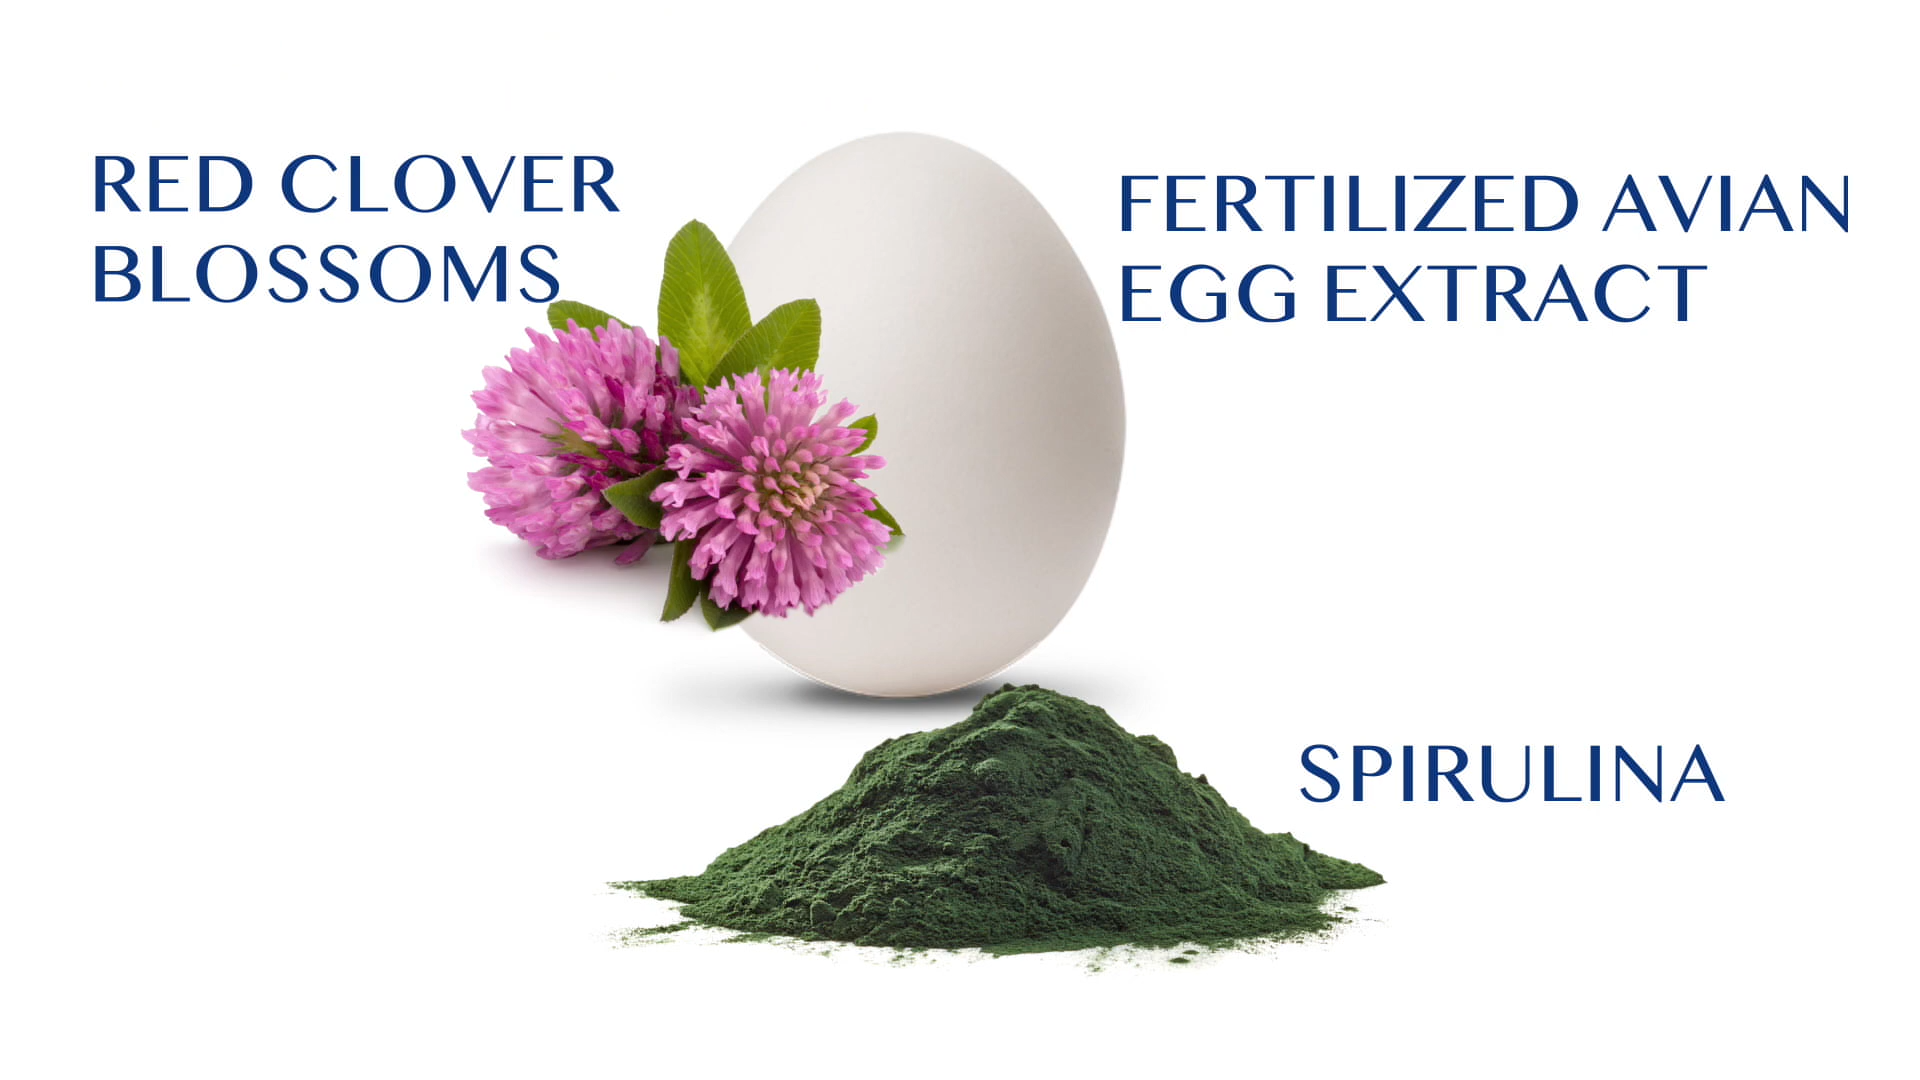 RED CLOVER
BLOSSOMS
FERTILIZED AVIAN
EGG EXTRACT
SPIRULINA